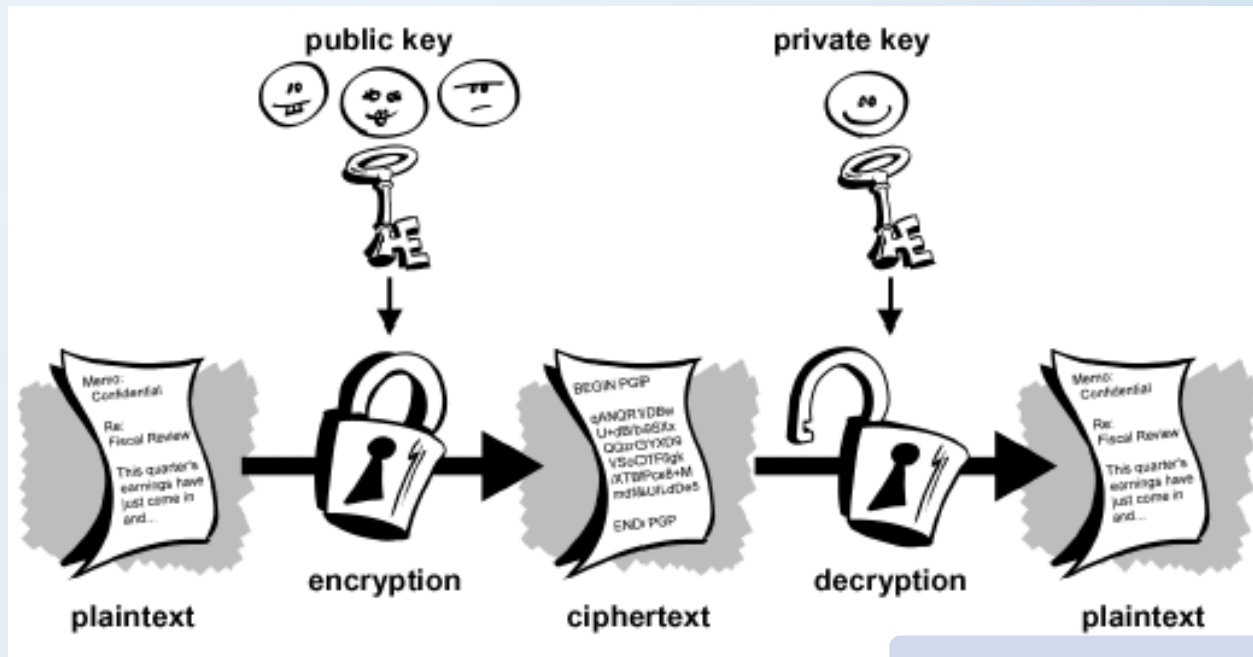 public key
private key
Memo:
Confidential
Re:
Fiscal Review
This quarter's
earnings have
just come in
and...
BEGIN PGP
END PGP
Memo:
Confidential
Re:
Fiscal Review
This quarter's
earnings have
just come in
and...
encryption
decryption
plaintext
ciphertext
plaintext